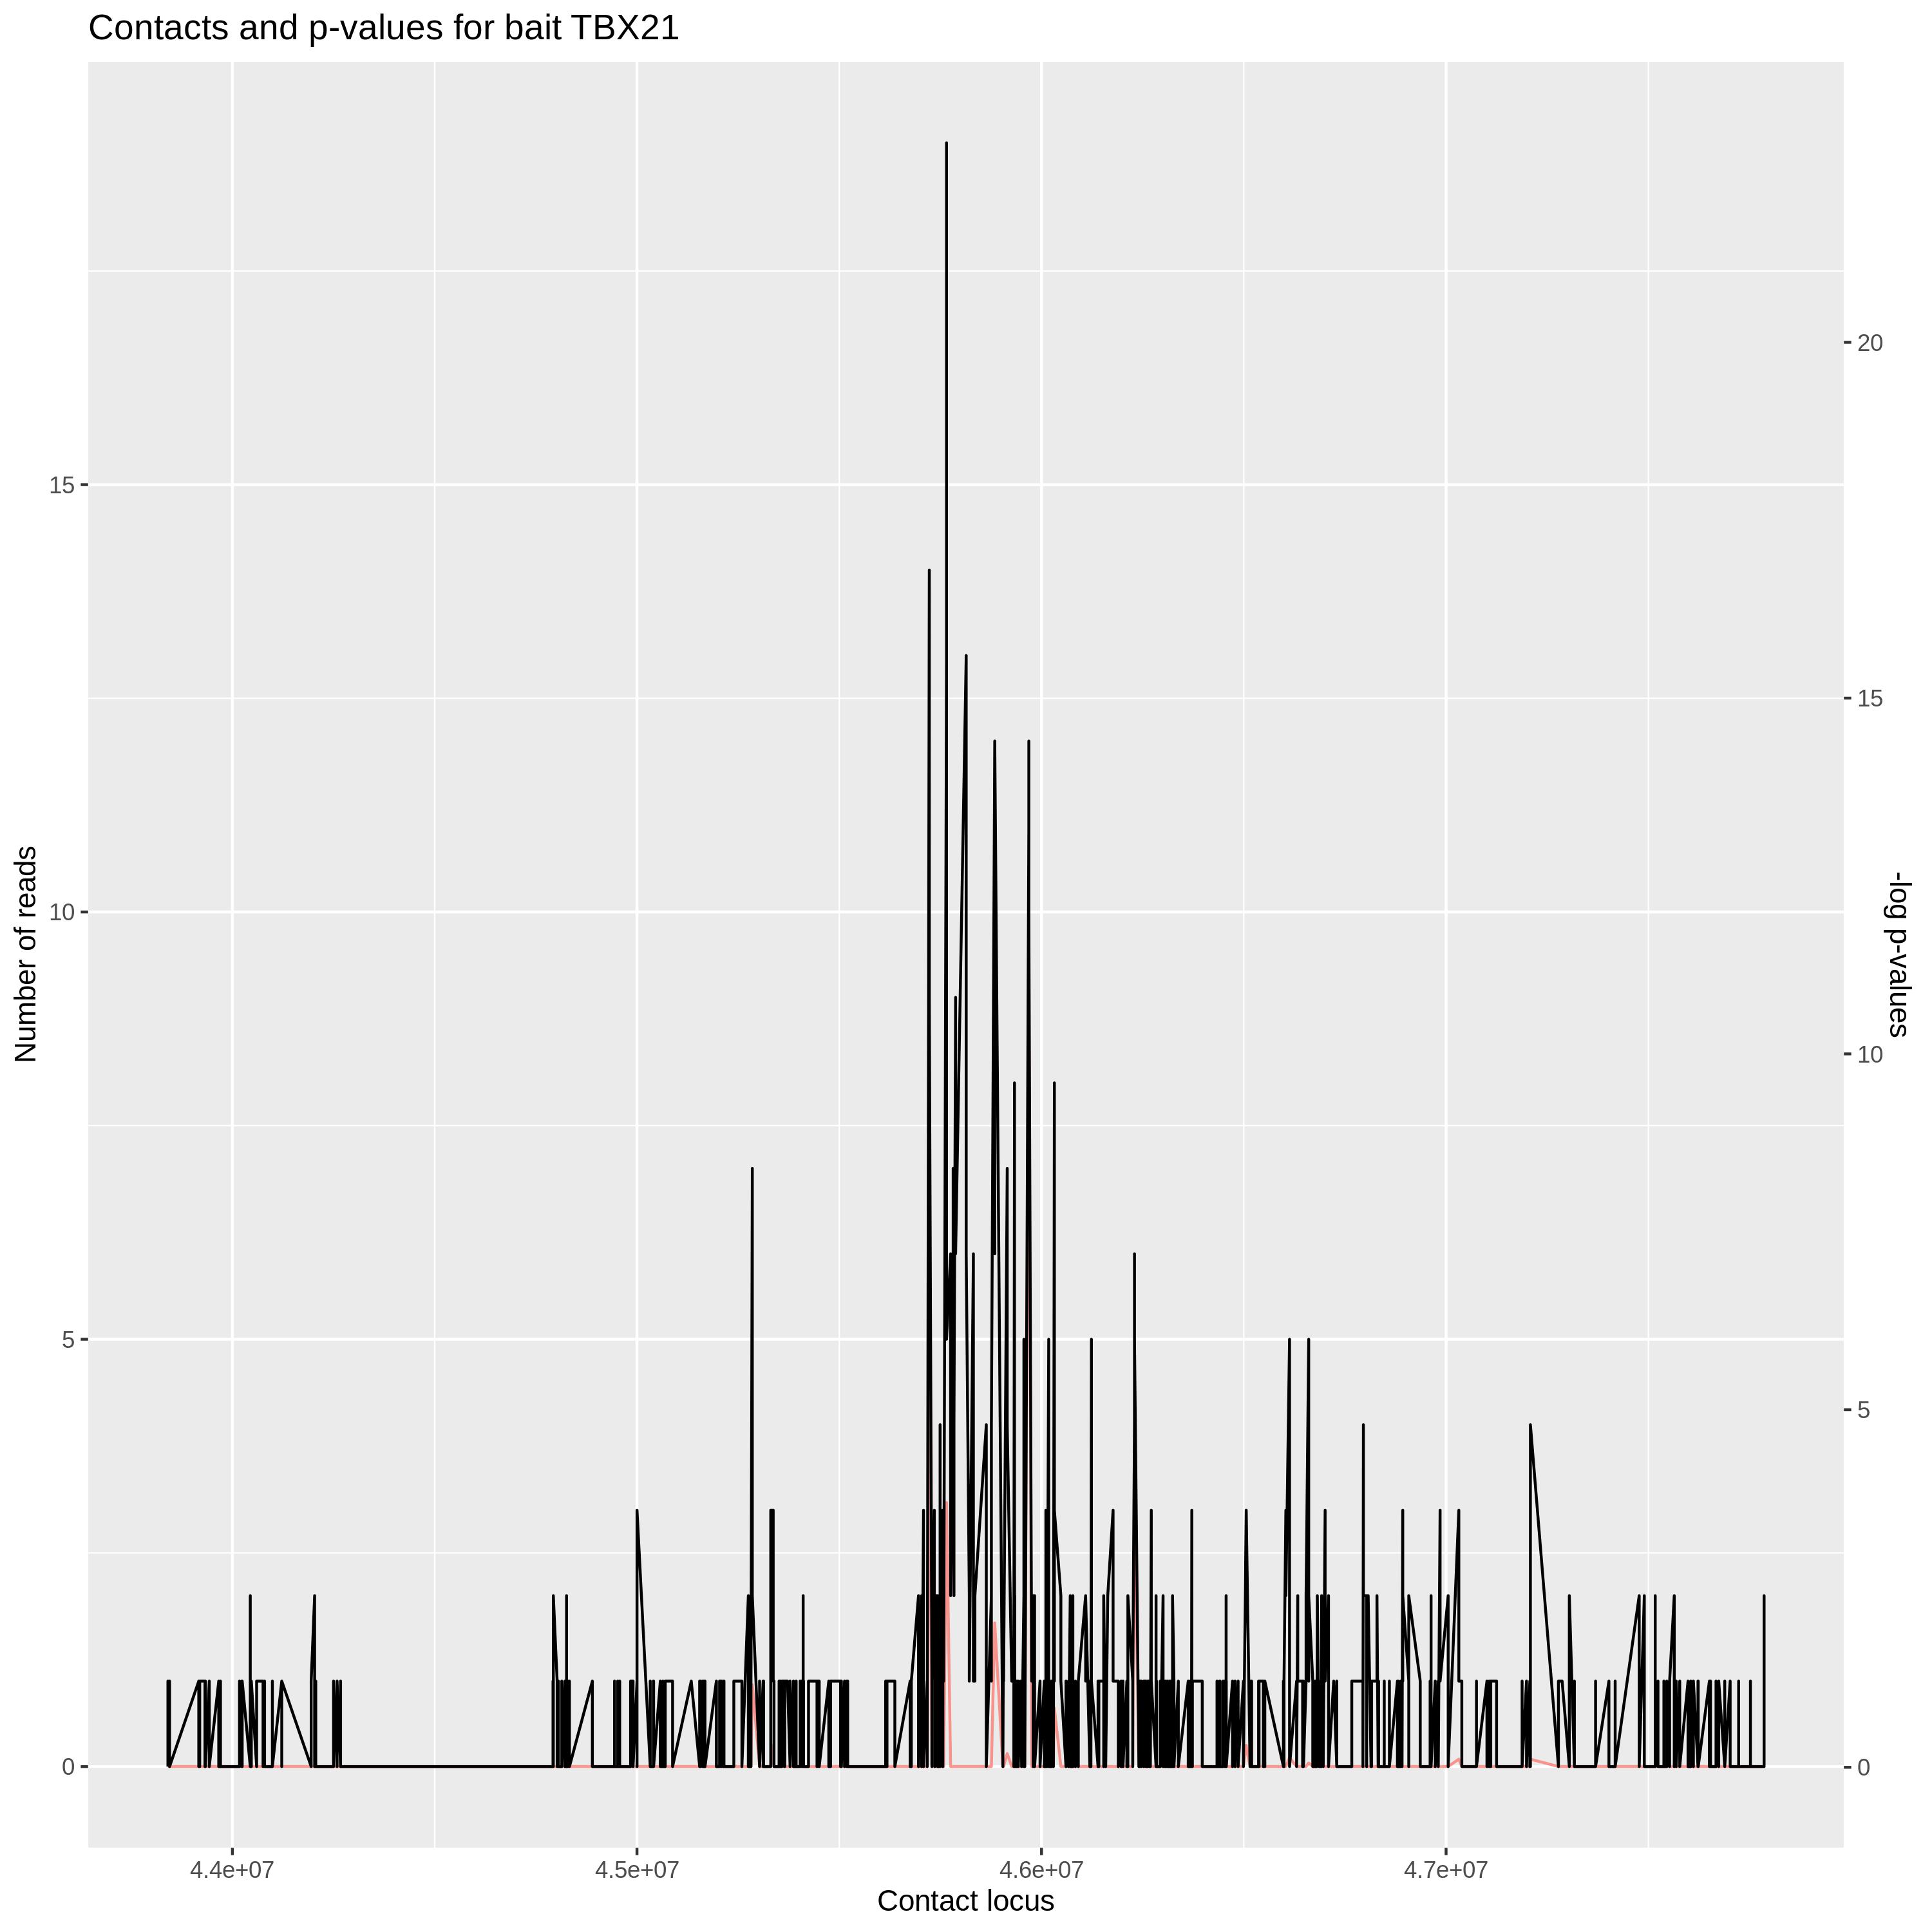 Contacts and p-values for bait TBX21
15
10
5
0
Number of reads
20
15
10
5
0
-log p-values
4.4e+07 4.5e+07 4.6e+07 4.7e+07
Contact locus